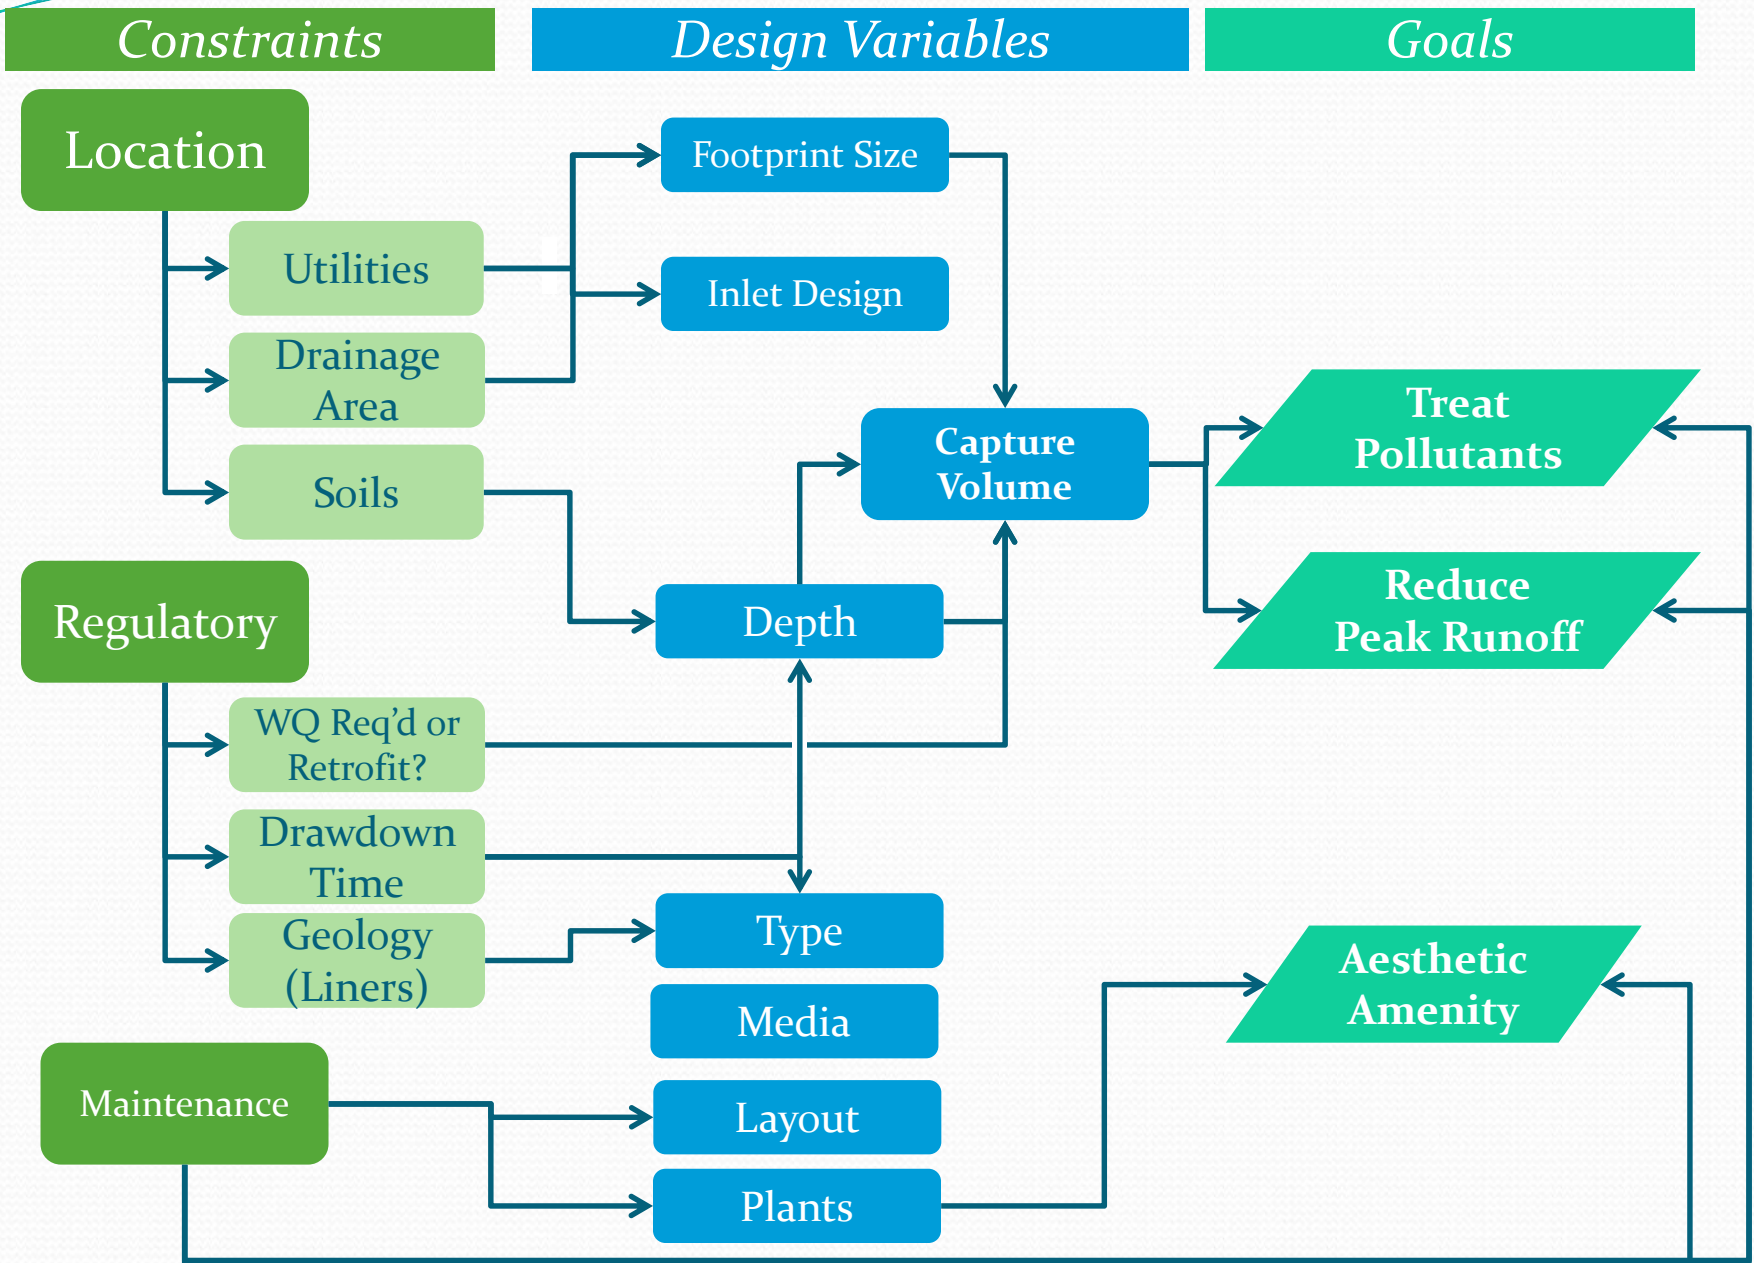 Constraints
Design Variables
Goals
Location
Utilities
Drainage
Area
Soils
Regulatory
WQ Req’d or
Retrofit?
Drawdown
Time
Geology
(Liners)
Maintenance
Footprint Size
Inlet Design
Capture
Volume
Depth
Type
Media
Layout
Plants
Treat
Pollutants
Reduce
Peak Runoff
Aesthetic
Amenity